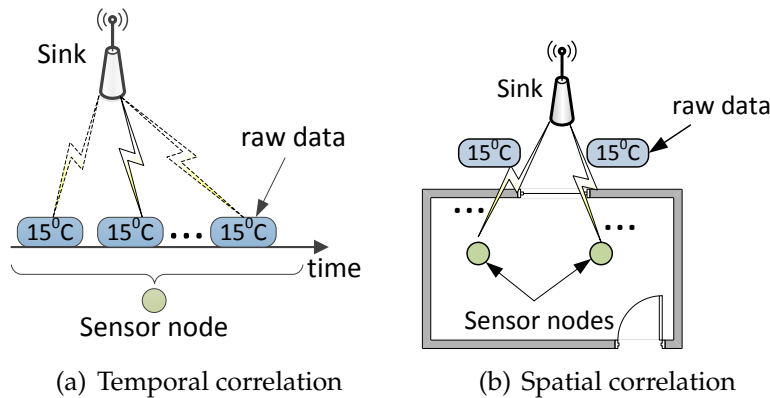 Sink
raw data
15⁰C 15⁰C ... 15⁰C
time
Sensor node
(a) Temporal correlation
Sink
raw data
15⁰C 15⁰C
... ...
Sensor nodes
(b) Spatial correlation